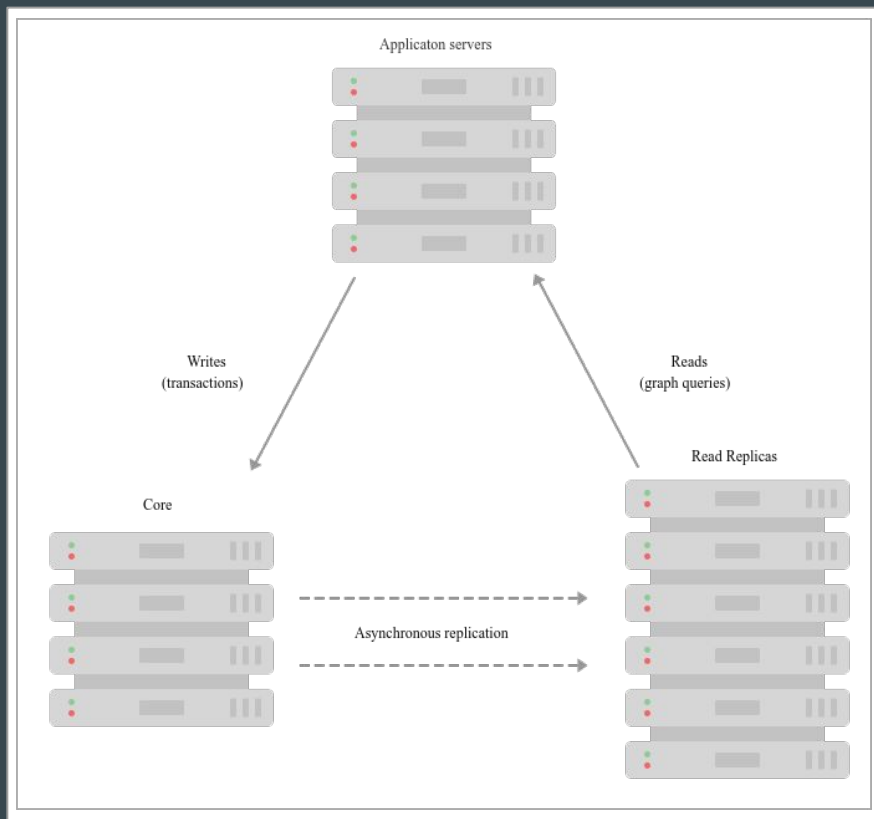 Applicaton servers
Writes
(transactions)
Reads
(graph queries)
Read Replicas
Core
Asynchronous replication